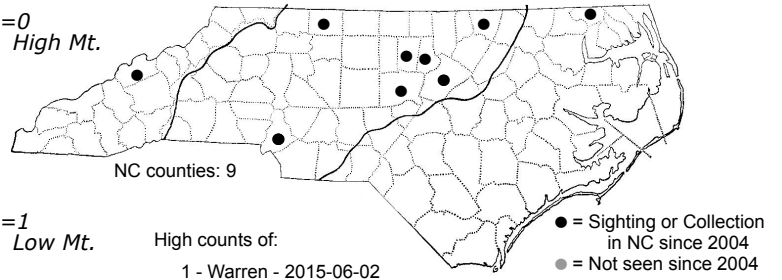 =0
High Mt.
NC counties: 9
=1
Low Mt.
High counts of:
1 - Warren - 2015-06-02
= Sighting or Collection
in NC since 2004
= Not seen since 2004